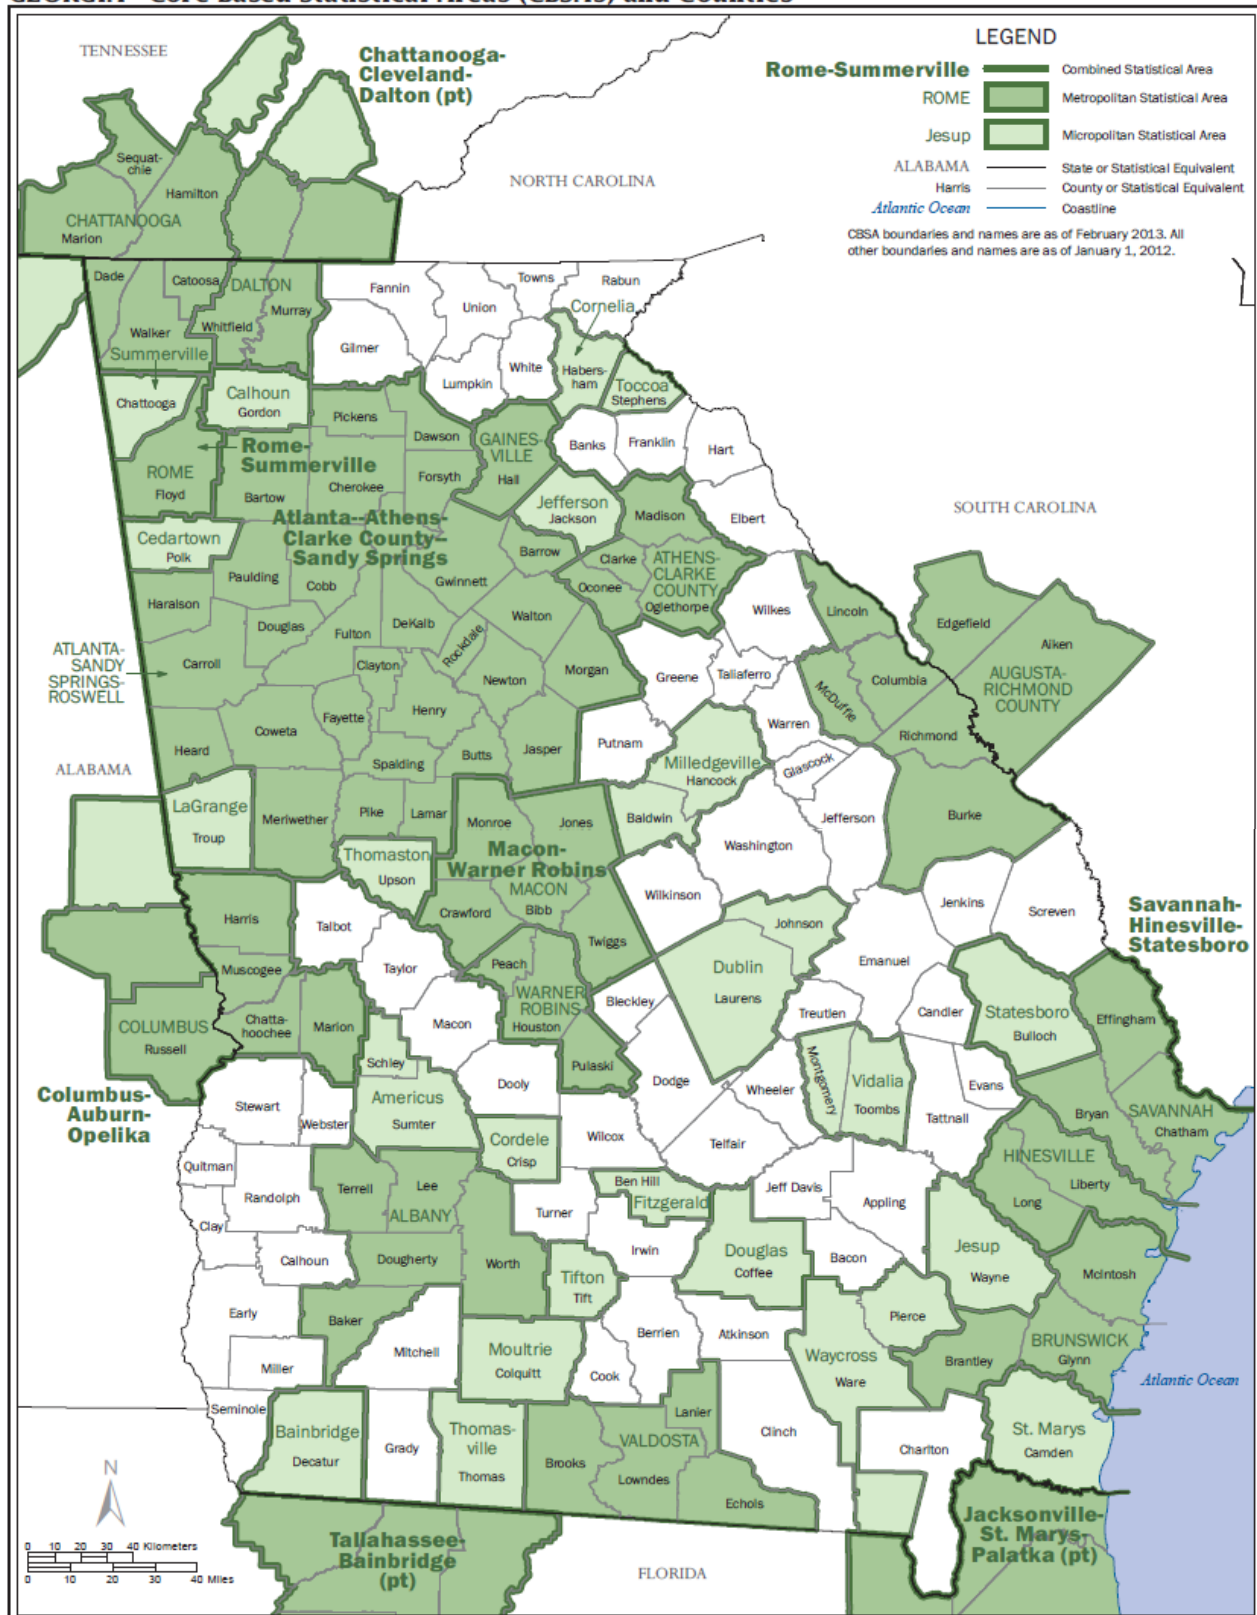 GEORGIA - Core Based Statistical Areas (CBSAs) and Counties
TENNESSEE
Chattanooga-
Cleveland-
Dalton (pt)
LEGEND
Rome-Summerville
Combined Statistical Area
ROME
Metropolitan Statistical Area
Jesup
Micropolitan Statistical Area
ALABAMA
State or Statistical Equivalent
Harris
County or Statistical Equivalent
Atlantic Ocean
Coastline
CBSA boundaries and names are as of February 2013. All
other boundaries and names are as of January 1, 2012.
NORTH CAROLINA
Sequat-
chie
Hamilton
CHATTANOOGA
Marion
Dade
Catoosa
DALTON
Murray
Whitfield
Walker
Summerville
Fannin
Union
Towns
Rabun
Cornelia
Gilmer
White
Lumpkin
Habers-
ham
Toccoa
Stephens
Chattooga
Calhoun
Gordon
Pickens
Dawson
GAINES-
VILLE
Hall
Banks
Franklin
Hart
Rome-
Summerville
ROME
Floyd
Bartow
Cherokee
Forsyth
Jefferson
Jackson
Madison
Elbert
SOUTH CAROLINA
Atlanta--Athens-
Clarke County--
Sandy Springs
Cedartown
Polk
Barrow
Clarke
Oconee
ATHENS-
CLARKE
COUNTY
Oglethorpe
Paulding
Cobb
Gwinnett
Haralson
Douglas
Fulton
DeKalb
Rockdale
Walton
Wilkes
Lincoln
Edgefield
Aiken
ATLANTA-
SANDY
SPRINGS-
ROSWELL
Carroll
Clayton
Newton
Morgan
Greene
Taliaferro
McDuffie
Columbia
AUGUSTA-
RICHMOND
COUNTY
Coweta
Fayette
Henry
Heard
Spalding
Butts
Jasper
Putnam
Warren
Richmond
Milledgeville
Hancock
Glascock
ALABAMA
LaGrange
Troup
Meriwether
Pike
Lamar
Monroe
Jones
Baldwin
Jefferson
Burke
Washington
Thomaston
Upson
Macon-
Warner Robins
MACON
Bibb
Crawford
Wilkinson
Jenkins
Screven
Harris
Talbot
Twiggs
Johnson
Savannah-
Hinesville-
Statesboro
Muscogee
Taylor
Peach
Dublin
Laurens
Emanuel
WARNER
ROBINS
Houston
Bleckley
Treutlen
Candler
Statesboro
Bulloch
Effingham
COLUMBUS
Russell
Chatta-
hoochee
Marion
Macon
Schley
Pulaski
Dooly
Dodge
Wheeler
Montgomery
Vidalia
Toombs
Evans
Columbus-
Auburn-
Opelika
Stewart
Webster
Americus
Sumter
Cordele
Crisp
Wilcox
Telfair
Tattnall
Bryan
SAVANNAH
Chatham
Quitman
Randolph
Terrell
Lee
ALBANY
Ben Hill
Fitzgerald
Jeff Davis
Appling
HINESVILLE
Liberty
Long
Clay
Turner
Calhoun
Dougherty
Worth
Irwin
Douglas
Coffee
Bacon
Jesup
Wayne
McIntosh
Tifton
Tift
Early
Baker
Mitchell
Moultrie
Colquitt
Berrien
Atkinson
Pierce
BRUNSWICK
Glynn
Brantley
Waycross
Ware
Atlantic Ocean
Miller
Cook
Seminole
Bainbridge
Decatur
Grady
Thomas-
ville
Thomas
Brooks
VALDOSTA
Lanier
Lowndes
Echols
Clinch
Charlton
St. Marys
Camden
N
0 10 20 30 40 Kilometers
0 10 20 30 40 Miles
Tallahassee-
Bainbridge
(pt)
FLORIDA
Jacksonville-
St. Marys-
Palatka (pt)